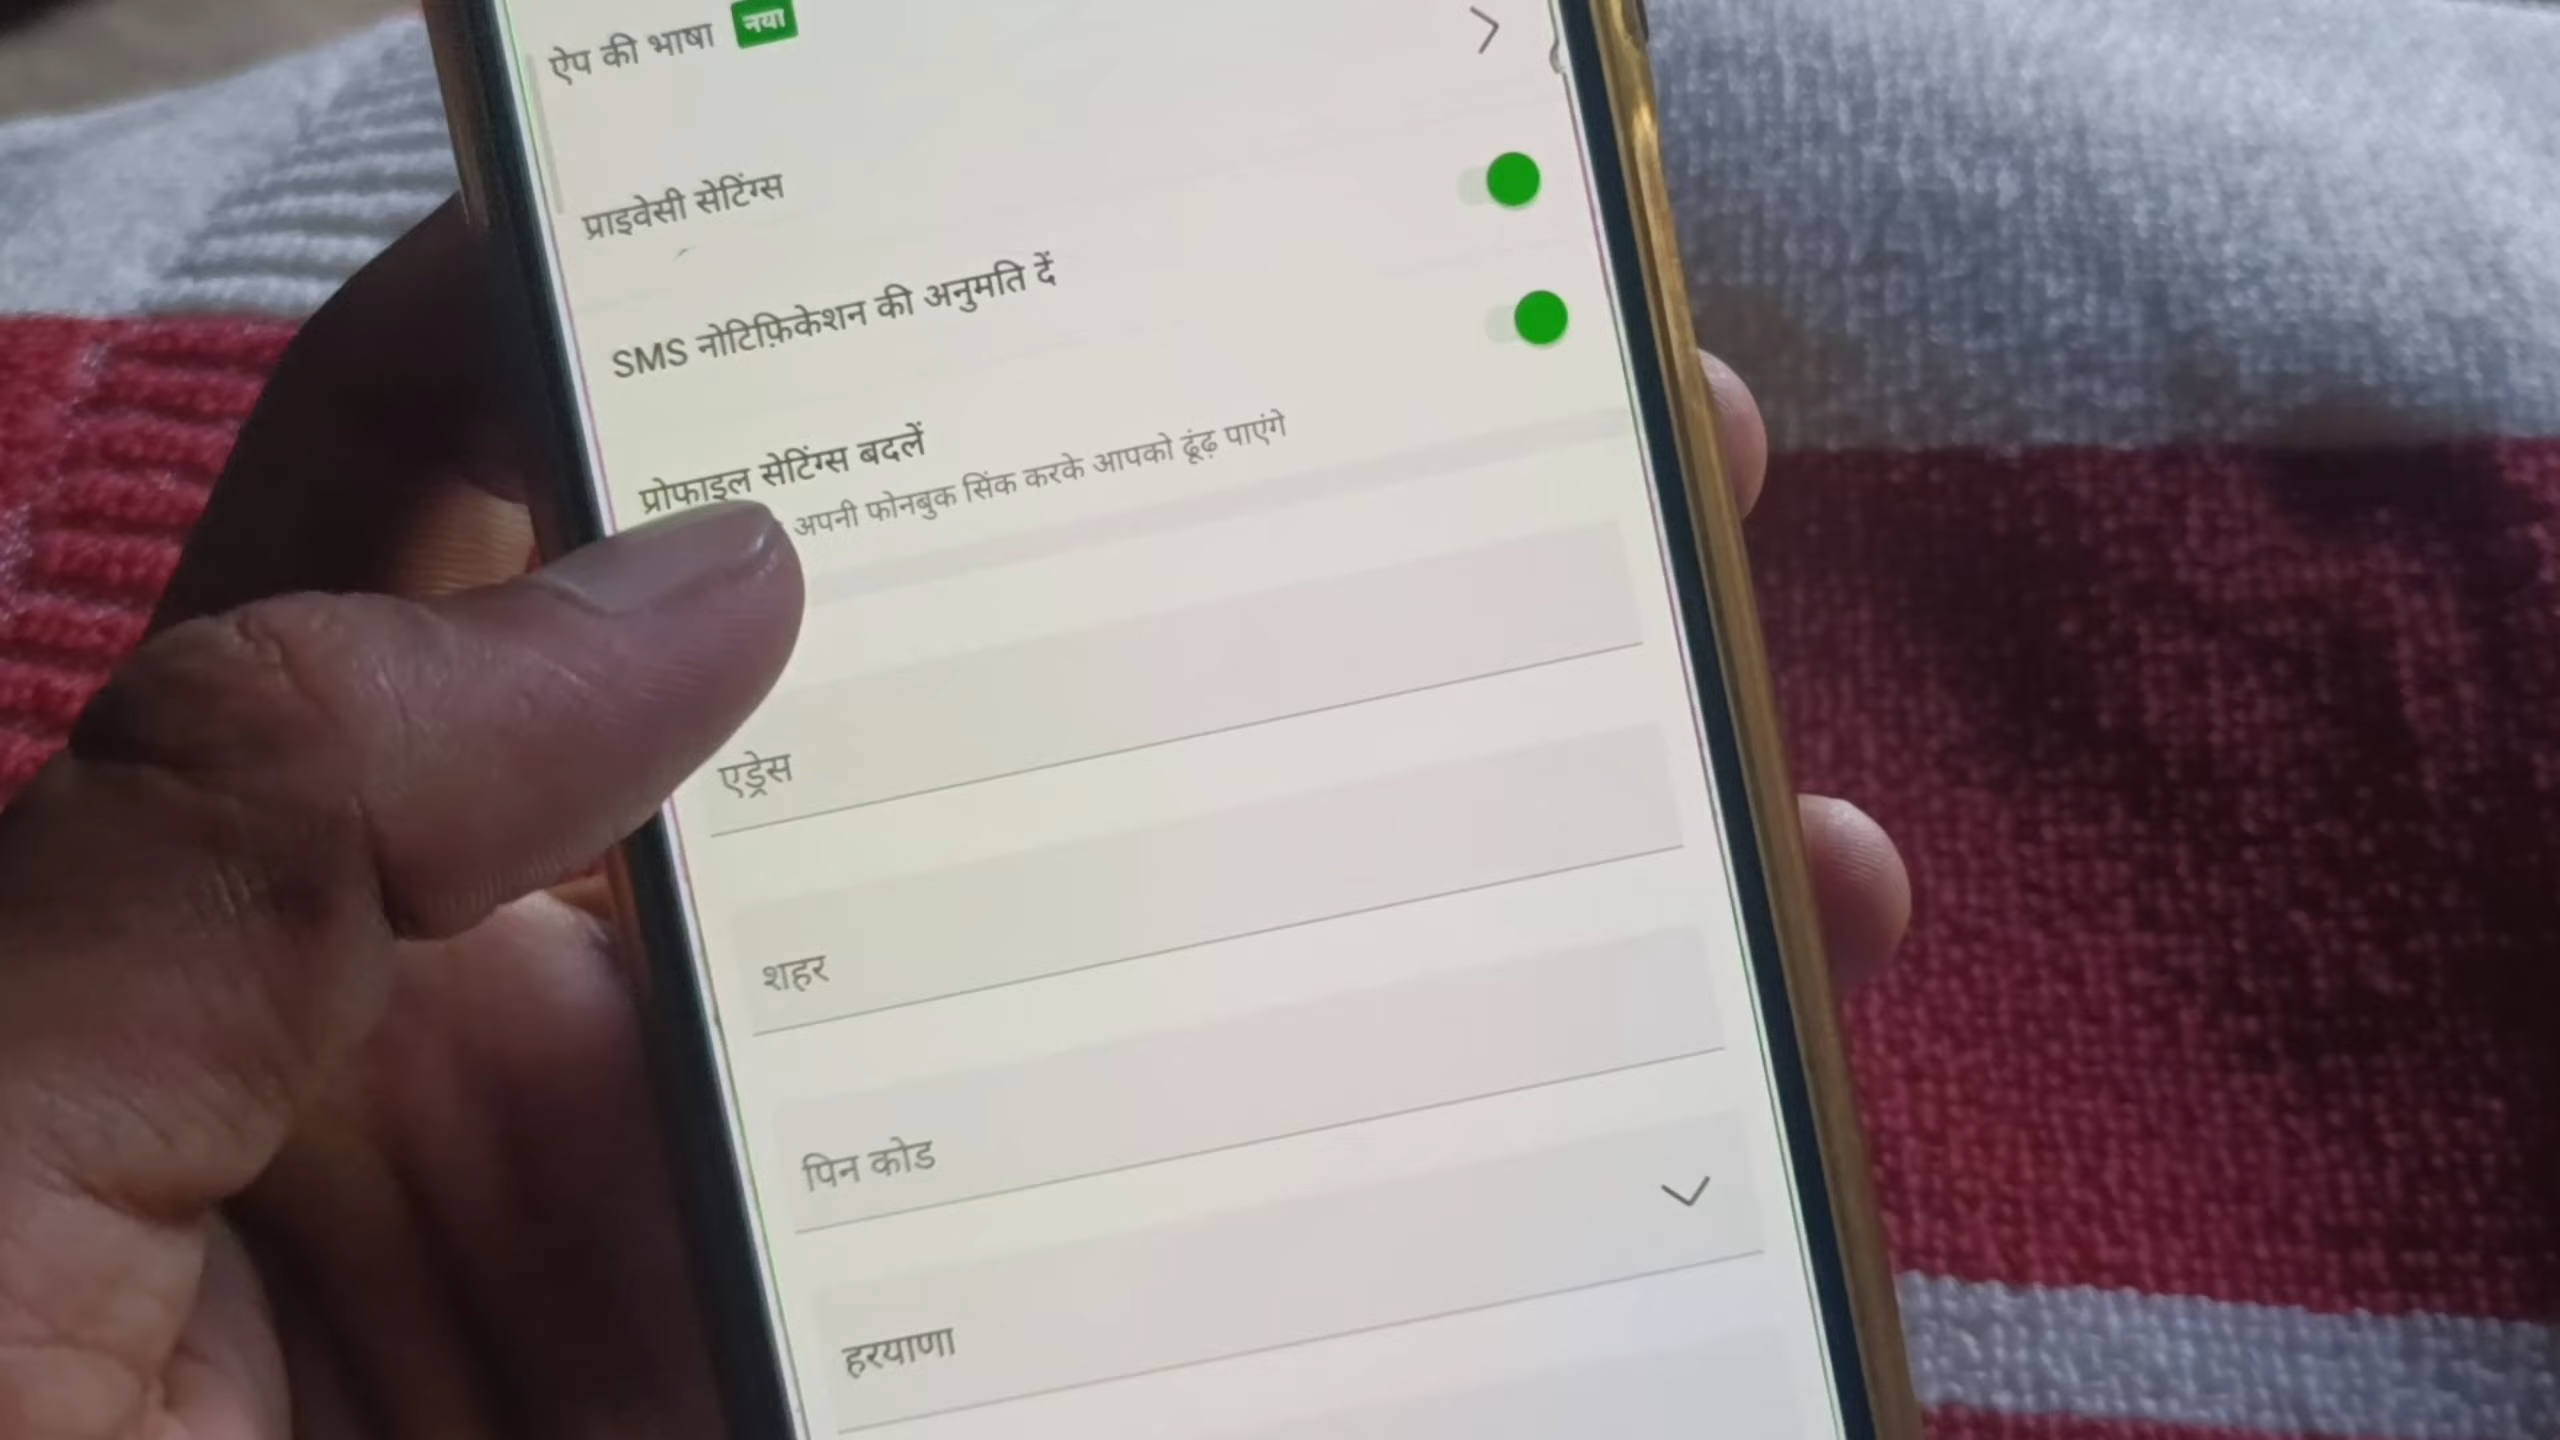 ऐप की भाषा नया
प्राइवेसी सेटिंग्स
SMS नोटिफ़िकेशन की अनुमति दें
प्रोफाइल सेटिंग्स बदलें
अपनी फोनबुक सिंक करके आपको ढूंढ़ पाएंगे
एड्रेस
शहर
पिन कोड
हरयाणा